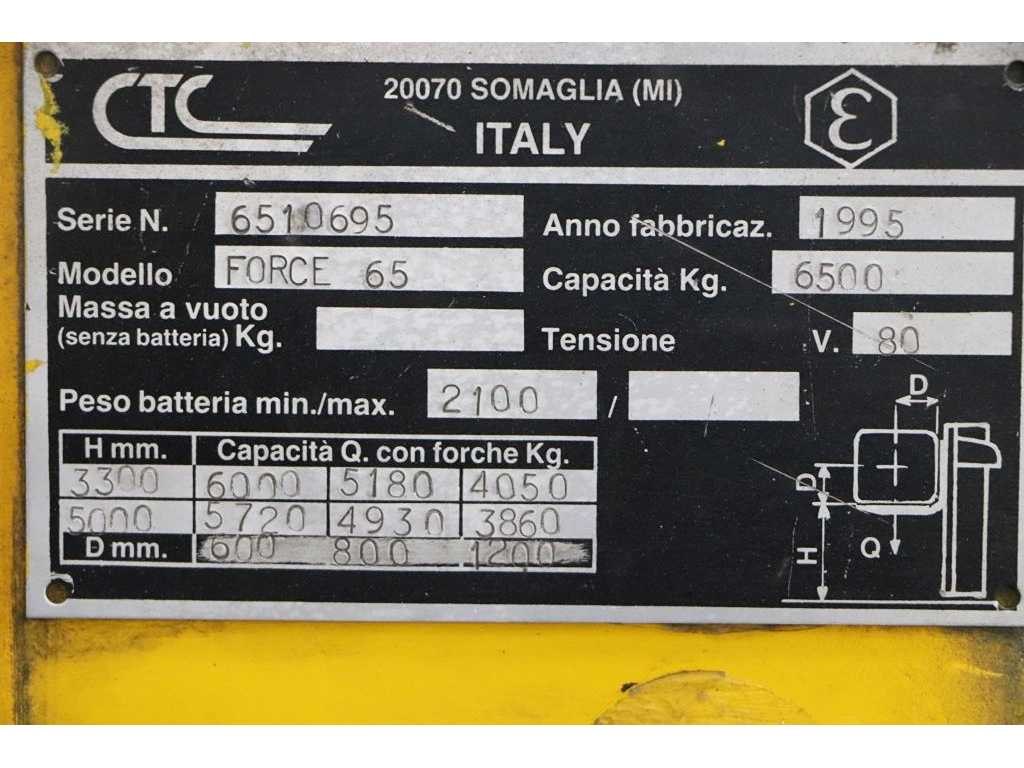 CTC
20070 SOMAGLIA (MI)
ITALY
Ɛ
Serie N. 6510695
Anno fabbricaz. 1995
Modello FORCE 65
Capacità Kg. 6500
Massa a vuoto
(senza batteria) Kg.
Tensione V. 80
Peso batteria min./max. 2100 /
H mm. Capacità Q. con forche Kg.
3300 6000 5180 4050
5000 5720 4930 3860
D mm. 600 800 1200
D
D
H
Q